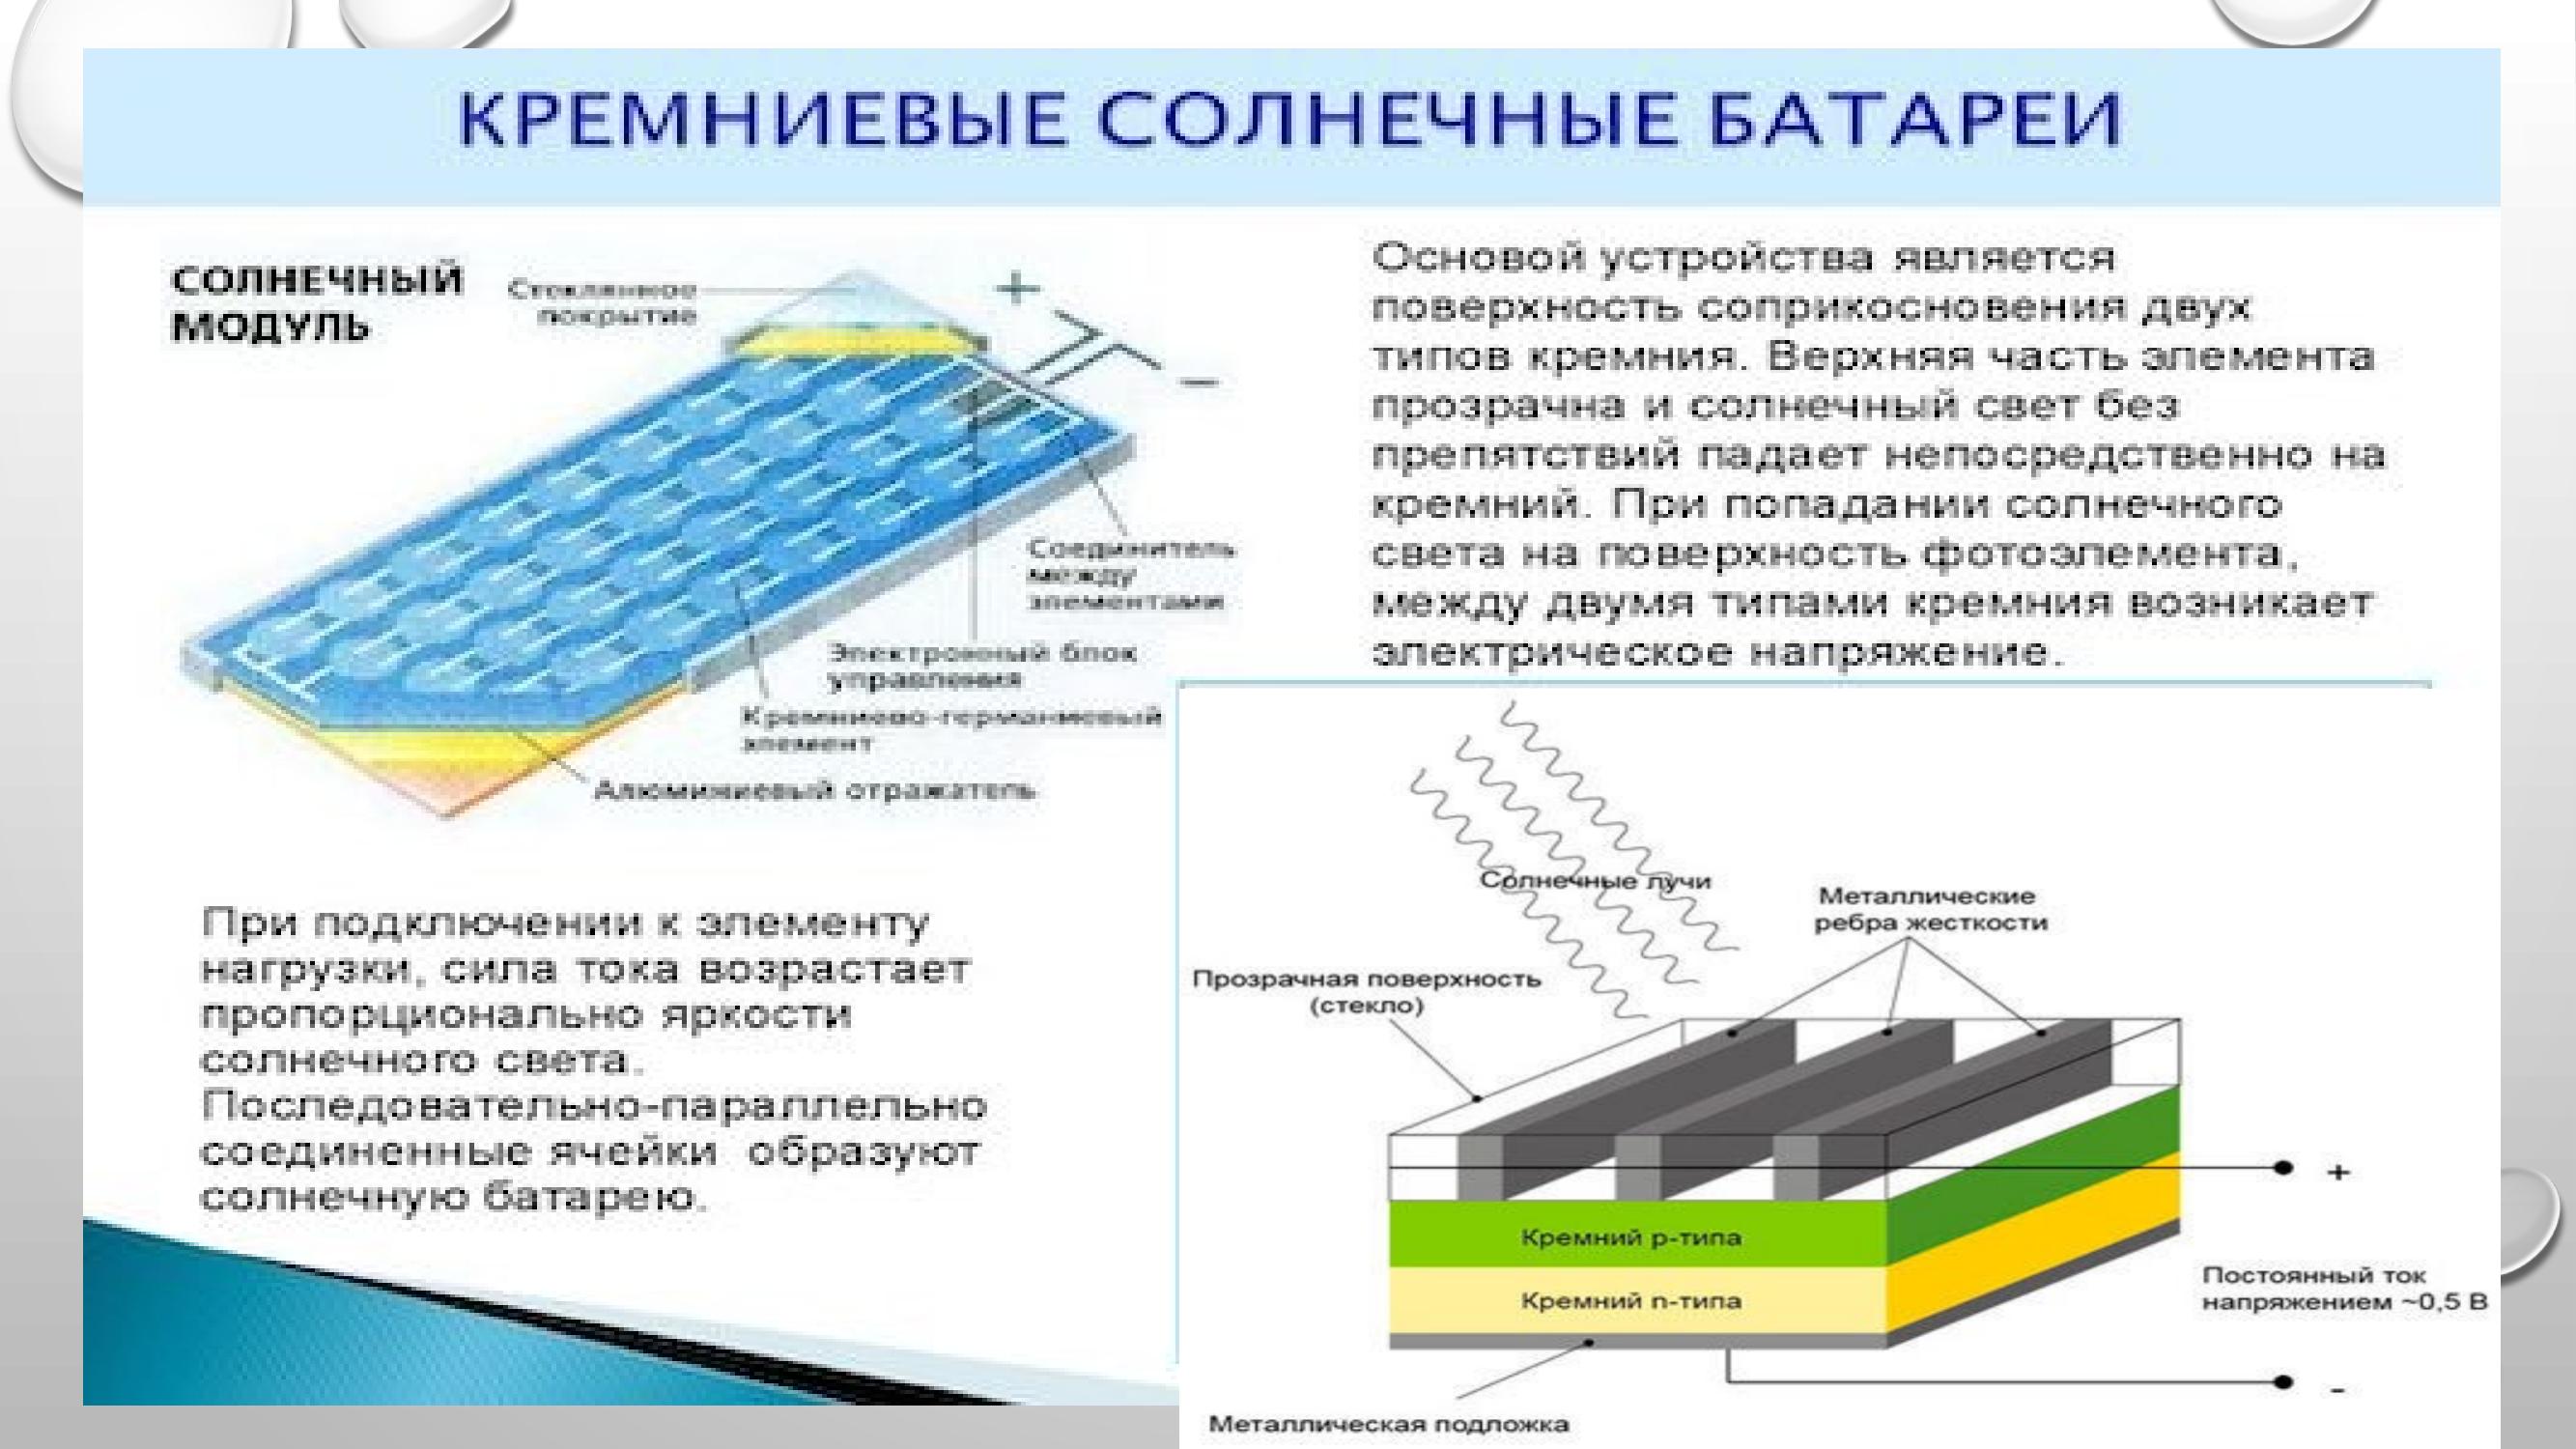 КРЕМНИЕВЫЕ СОЛНЕЧНЫЕ БАТАРЕИ
СОЛНЕЧНЫЙ
МОДУЛЬ
Стеклянное
покрытие
+
−
Соединитель
между
элементами
Электронный блок
управления
Кремниево-германиевый
элемент
Алюминиевый отражатель
Основой устройства является
поверхность соприкосновения двух
типов кремния. Верхняя часть элемента
прозрачна и солнечный свет без
препятствий падает непосредственно на
кремний. При попадании солнечного
света на поверхность фотоэлемента,
между двумя типами кремния возникает
электрическое напряжение.
При подключении к элементу
нагрузки, сила тока возрастает
пропорционально яркости
солнечного света.
Последовательно-параллельно
соединенные ячейки образуют
солнечную батарею.
Солнечные лучи
Металлические
ребра жесткости
Прозрачная поверхность
(стекло)
+
Кремний р-типа
Кремний n-типа
Постоянный ток
напряжением ~0,5 В
-
Металлическая подложка